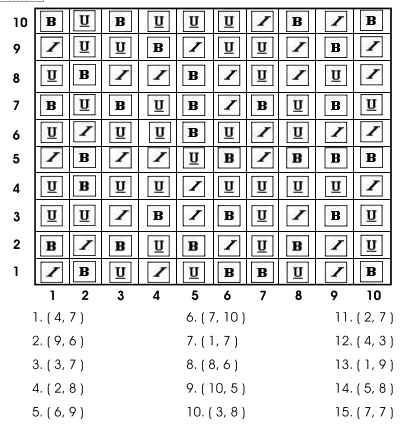 10 B U B U U U I B I B
9 I U U B I U U I B I
8 U B I I B I U I U I
7 B U B U B I B U B U
6 U I U U B U I U I I
5 I B I I U B I B B B
4 U B U U I U U U U I
3 U U I B I B U I B U
2 B I B U B I U B I U
1 I B U I U B B U I B
1 2 3 4 5 6 7 8 9 10
1. ( 4, 7 ) 6. ( 7, 10 ) 11. ( 2, 7 )
2. ( 9, 6 ) 7. ( 1, 7 ) 12. ( 4, 3 )
3. ( 3, 7 ) 8. ( 8, 6 ) 13. ( 1, 9 )
4. ( 2, 8 ) 9. ( 10, 5 ) 14. ( 5, 8 )
5. ( 6, 9 ) 10. ( 3, 8 ) 15. ( 7, 7 )